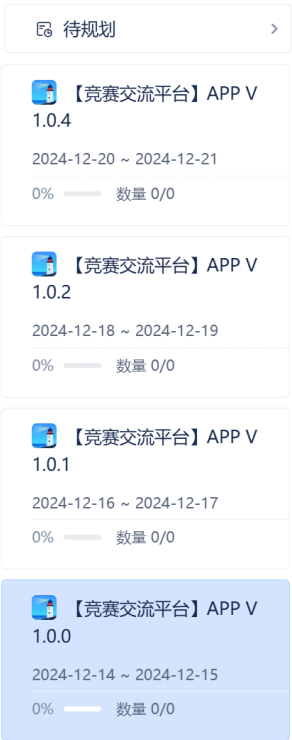 待规划
【竞赛交流平台】APP V
1.0.4
2024-12-20 ~ 2024-12-21
0% 数量 0/0
【竞赛交流平台】APP V
1.0.2
2024-12-18 ~ 2024-12-19
0% 数量 0/0
【竞赛交流平台】APP V
1.0.1
2024-12-16 ~ 2024-12-17
0% 数量 0/0
【竞赛交流平台】APP V
1.0.0
2024-12-14 ~ 2024-12-15
0% 数量 0/0